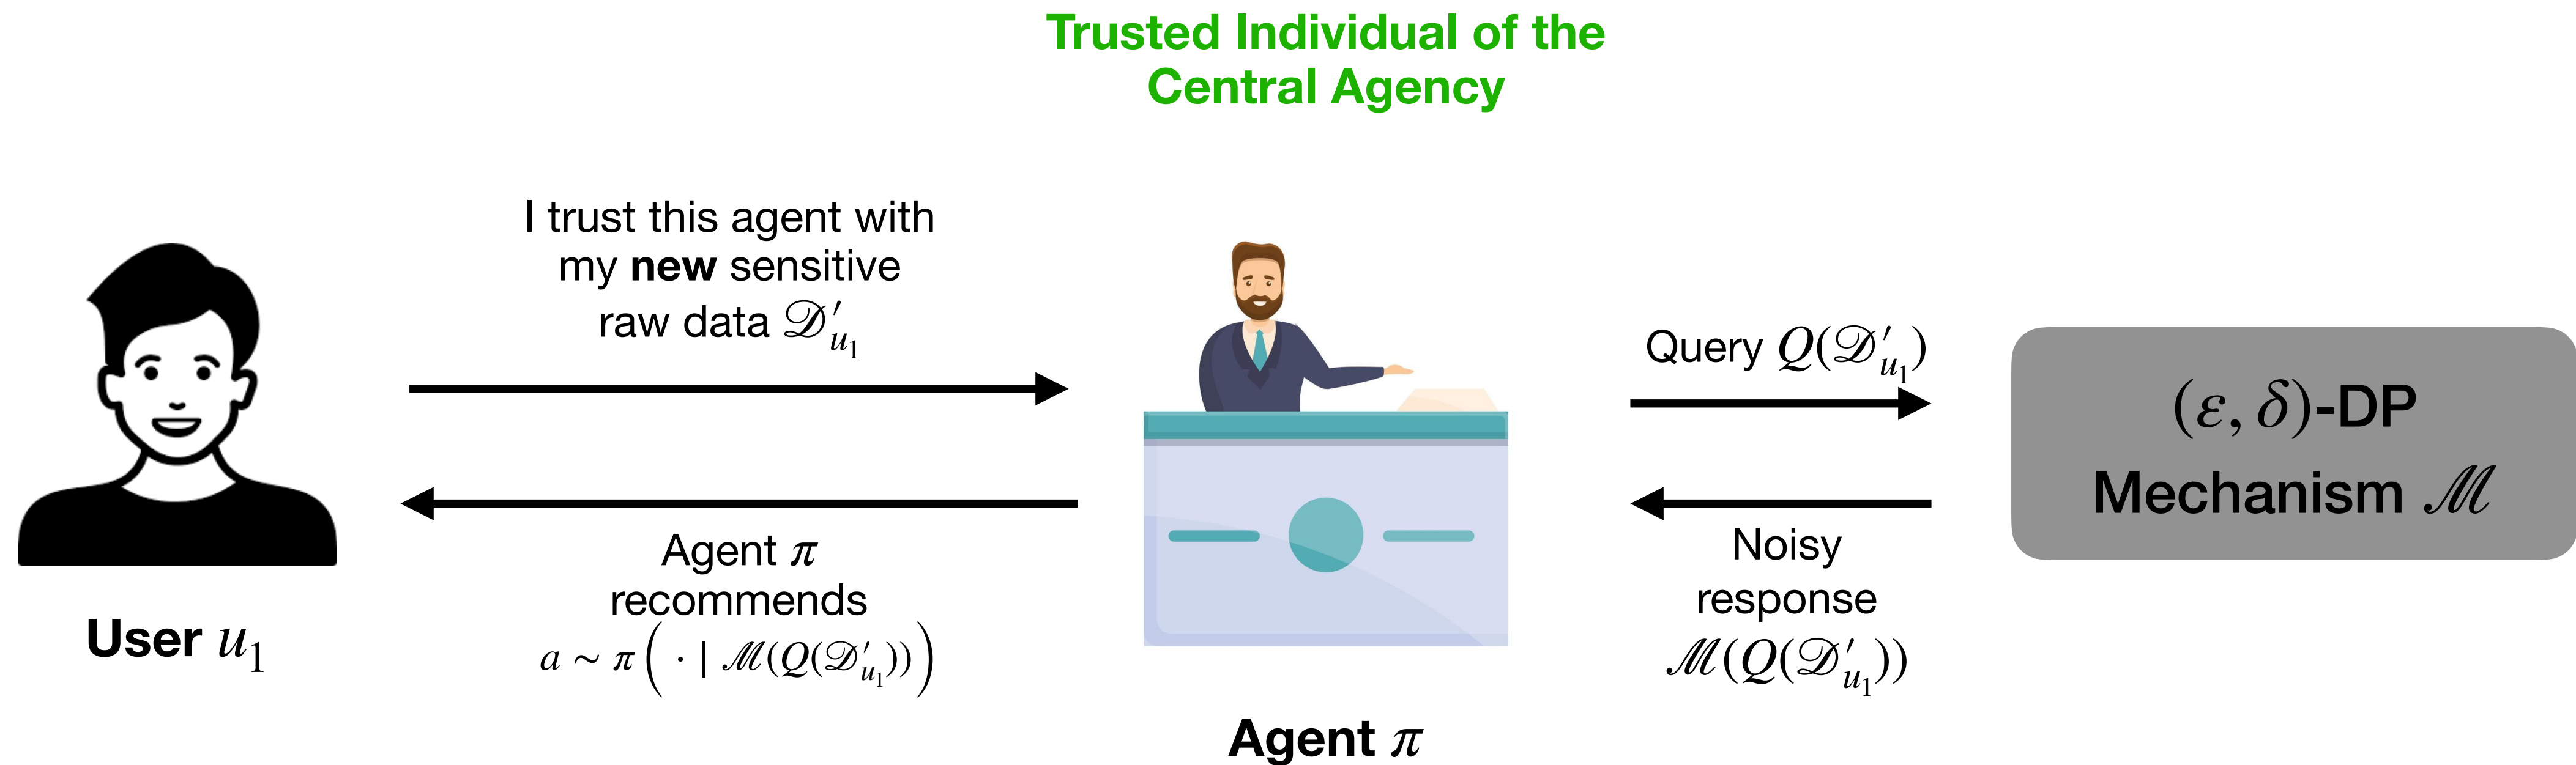 Trusted Individual of the
Central Agency
I trust this agent with
my new sensitive
raw data 𝒟′u₁
Query Q(𝒟′u₁)
(ε, δ)-DP
Mechanism ℳ
Agent π
recommends
a ∼ π( · | ℳ(Q(𝒟′u₁)))
Noisy
response
ℳ(Q(𝒟′u₁))
User u₁
Agent π